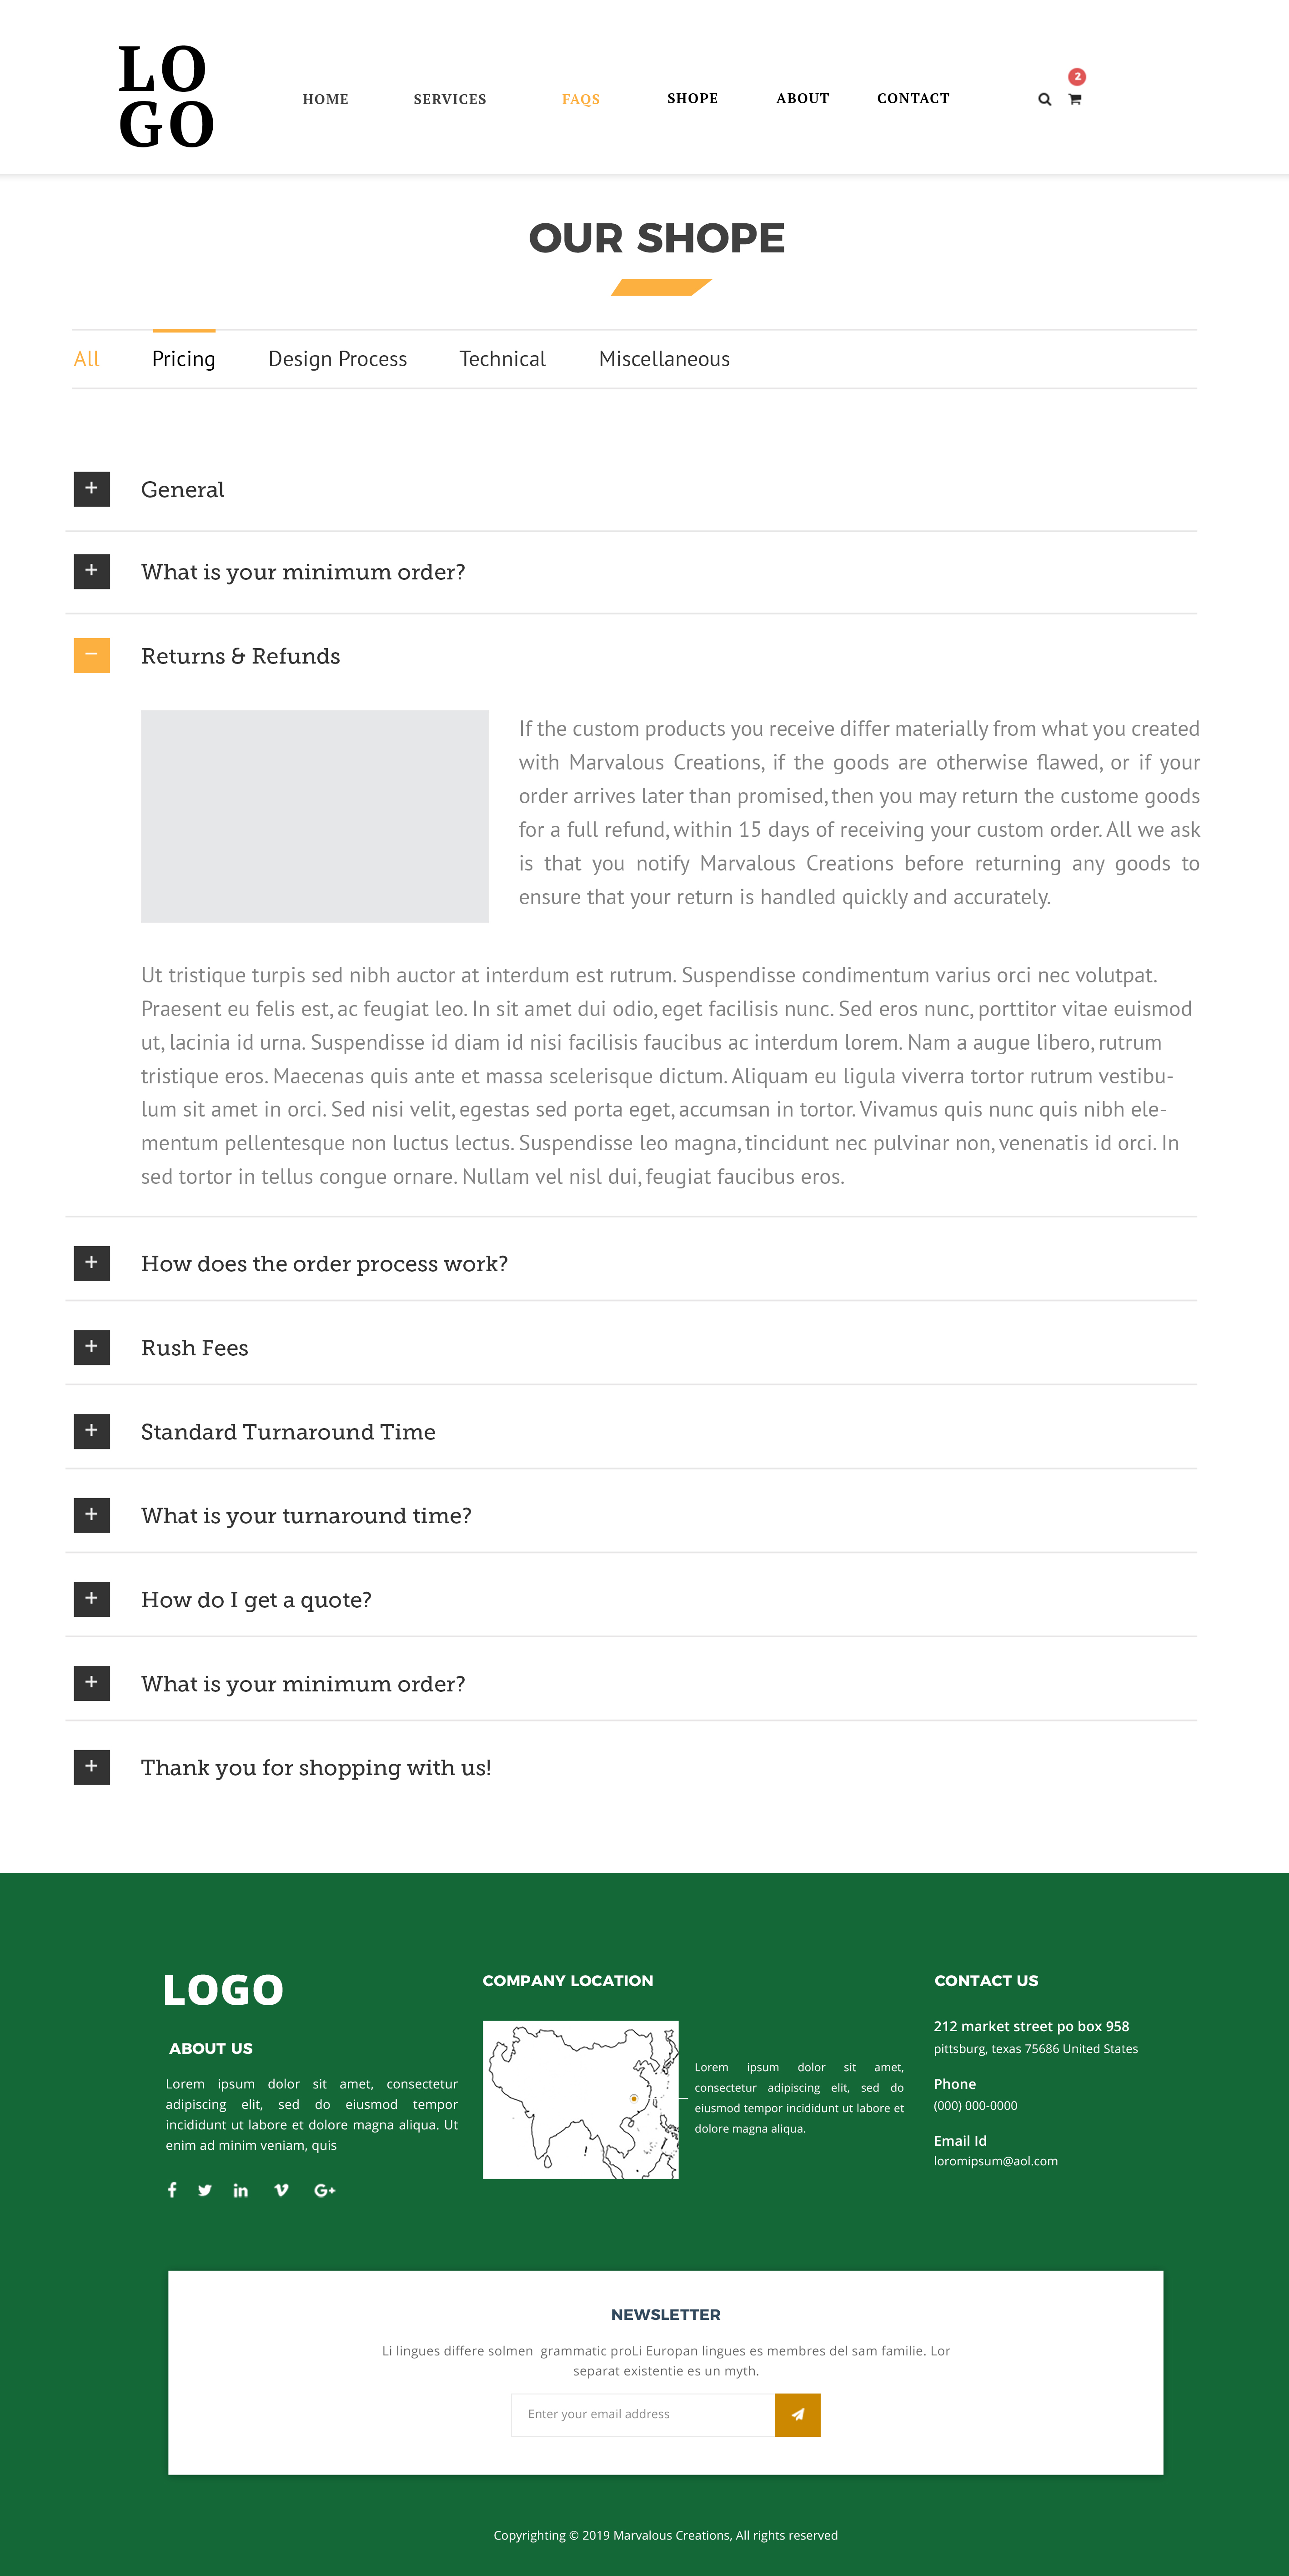 LO
GO
HOME SERVICES FAQS SHOPE ABOUT CONTACT
2
OUR SHOPE
All Pricing Design Process Technical Miscellaneous
+ General
+ What is your minimum order?
− Returns & Refunds
If the custom products you receive differ materially from what you created
with Marvalous Creations, if the goods are otherwise flawed, or if your
order arrives later than promised, then you may return the custome goods
for a full refund, within 15 days of receiving your custom order. All we ask
is that you notify Marvalous Creations before returning any goods to
ensure that your return is handled quickly and accurately.
Ut tristique turpis sed nibh auctor at interdum est rutrum. Suspendisse condimentum varius orci nec volutpat.
Praesent eu felis est, ac feugiat leo. In sit amet dui odio, eget facilisis nunc. Sed eros nunc, porttitor vitae euismod
ut, lacinia id urna. Suspendisse id diam id nisi facilisis faucibus ac interdum lorem. Nam a augue libero, rutrum
tristique eros. Maecenas quis ante et massa scelerisque dictum. Aliquam eu ligula viverra tortor rutrum vestibu-
lum sit amet in orci. Sed nisi velit, egestas sed porta eget, accumsan in tortor. Vivamus quis nunc quis nibh ele-
mentum pellentesque non luctus lectus. Suspendisse leo magna, tincidunt nec pulvinar non, venenatis id orci. In
sed tortor in tellus congue ornare. Nullam vel nisl dui, feugiat faucibus eros.
+ How does the order process work?
+ Rush Fees
+ Standard Turnaround Time
+ What is your turnaround time?
+ How do I get a quote?
+ What is your minimum order?
+ Thank you for shopping with us!
LOGO
ABOUT US
Lorem ipsum dolor sit amet, consectetur
adipiscing elit, sed do eiusmod tempor
incididunt ut labore et dolore magna aliqua. Ut
enim ad minim veniam, quis
f in v G+
COMPANY LOCATION
Lorem ipsum dolor sit amet,
consectetur adipiscing elit, sed do
eiusmod tempor incididunt ut labore et
dolore magna aliqua.
CONTACT US
212 market street po box 958
pittsburg, texas 75686 United States
Phone
(000) 000-0000
Email Id
loromipsum@aol.com
NEWSLETTER
Li lingues differe solmen grammatic proLi Europan lingues es membres del sam familie. Lor
separat existentie es un myth.
Enter your email address
Copyrighting © 2019 Marvalous Creations, All rights reserved